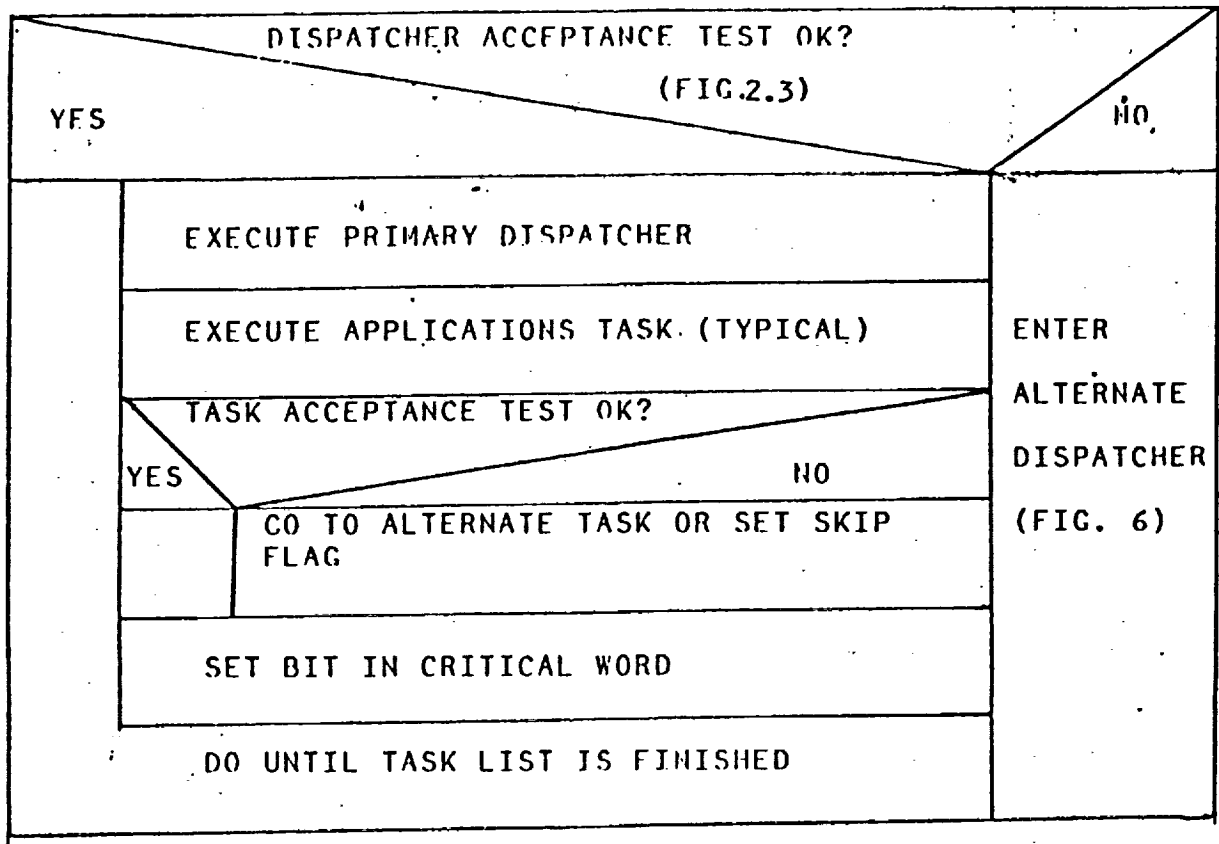 DISPATCHER ACCEPTANCE TEST OK?
(FIG.2.3)
YES
NO
EXECUTE PRIMARY DISPATCHER
EXECUTE APPLICATIONS TASK (TYPICAL)
TASK ACCEPTANCE TEST OK?
YES
NO
CO TO ALTERNATE TASK OR SET SKIP
FLAG
SET BIT IN CRITICAL WORD
DO UNTIL TASK LIST IS FINISHED
ENTER
ALTERNATE
DISPATCHER
(FIG. 6)